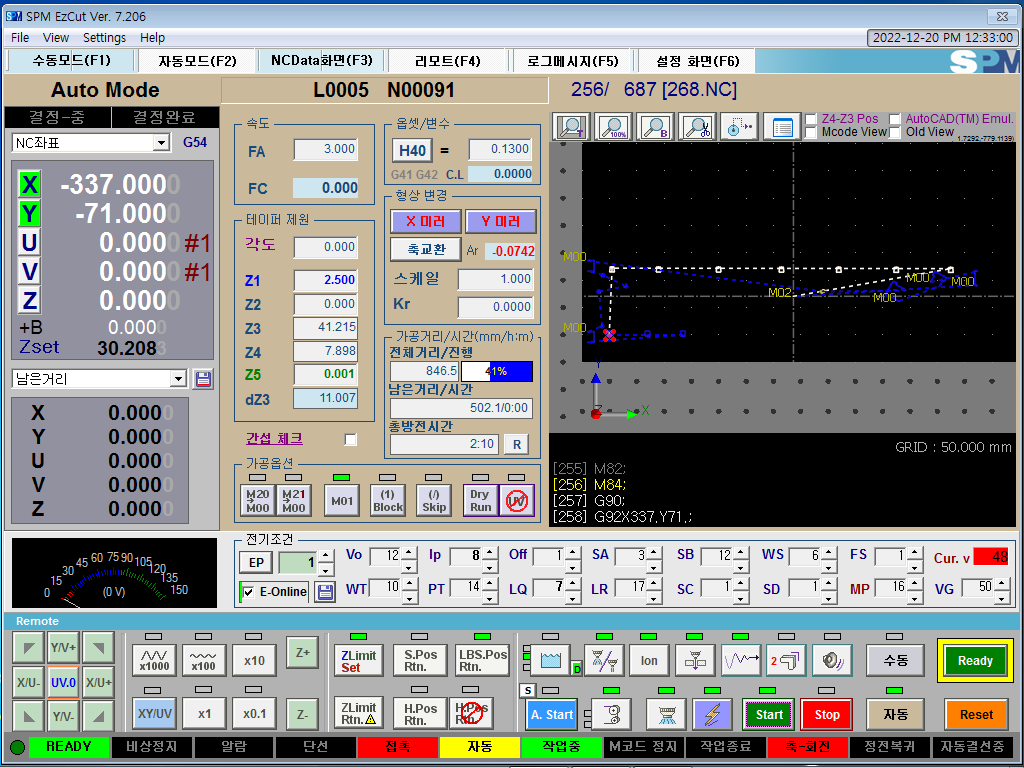 SPM EzCut Ver. 7.206
File View Settings Help
2022-12-20 PM 12:33:00
수동모드(F1) 자동모드(F2) NCData화면(F3) 리모트(F4) 로그메시지(F5) 설정 화면(F6) SPM
Auto Mode L0005 N00091 256/ 687 [268.NC]
결정-중 결정완료
NC좌표 G54
X -337.0000
Y -71.0000
U 0.0000 #1
V 0.0000 #1
Z 0.0000
+B 0.0000
Zset 30.2083
남은거리
X 0.0000
Y 0.0000
U 0.0000
V 0.0000
Z 0.0000
속도
FA 3.000
FC 0.000
테이퍼 제원
각도 0.000
Z1 2.500
Z2 0.000
Z3 41.215
Z4 7.898
Z5 0.001
dZ3 11.007
간섭 체크
옵셋/변수
H40 = 0.1300
G41 G42 C.L 0.0000
형상 변경
X 미러 Y 미러
축교환 Ar -0.0742
스케일 1.000
Kr 0.0000
가공거리/시간(mm/h:m)
전체거리/진행
846.5 41%
남은거리/시간
502.1/0:00
총방전시간
2:10 R
가공옵션
M20 M00 M21 M00 M01 (1) Block (/) Skip Dry Run UV
T 100% B
Z4-Z3 Pos AutoCAD(TM) Emul.
Mcode View Old View
1.7292-779.1139)
M00
M00
M02
M00
M00
M00
Y
Z X
GRID : 50.000 mm
[255] M82;
[256] M84;
[257] G90;
[258] G92X337.Y71.;
0 15 30 45 60 75 90 105 120 135 150
(0 V)
전기조건
EP 1 Vo 12 Ip 8 Off 1 SA 3 SB 12 WS 6 FS 1 Cur. v 48
E-Online WT 10 PT 14 LQ 7 LR 17 SC 1 SD 1 MP 16 VG 50
Remote
Y/V+
X/U- UV.0 X/U+
Y/V-
x1000 x100 x10 Z+
XY/UV x1 x0.1 Z-
ZLimit Set S.Pos Rtn. LBS.Pos Rtn.
ZLimit Rtn. H.Pos Rtn. H.Pos Rtn.
D Ion 2 수동 Ready
S A. Start Start Stop 자동 Reset
READY 비상정지 알람 단선 접촉 자동 작업중 M코드 정지 작업종료 축-회전 정전복귀 자동결선중